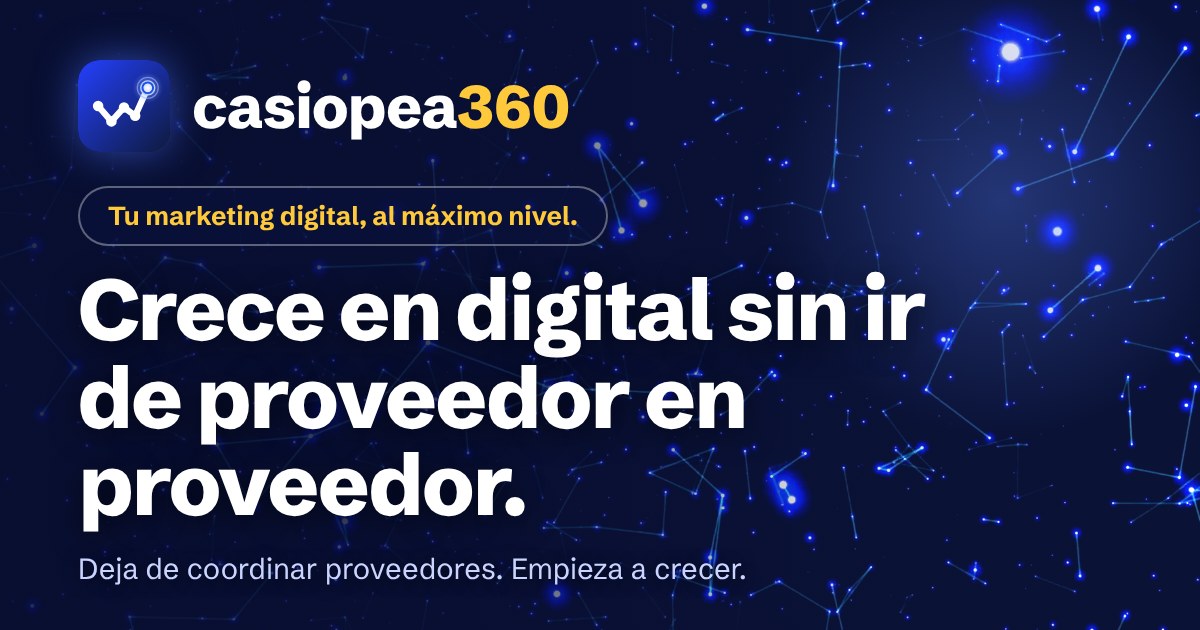 casiopea360
Tu marketing digital, al máximo nivel.
Crece en digital sin ir
de proveedor en
proveedor.
Deja de coordinar proveedores. Empieza a crecer.